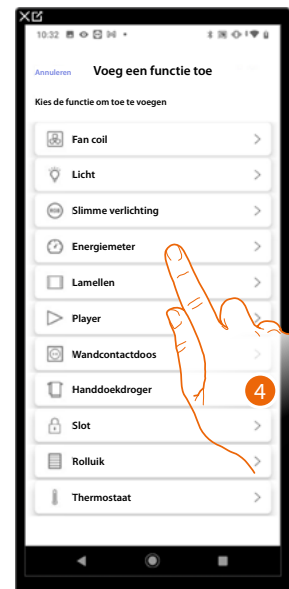 10:32
Annuleren Voeg een functie toe
Kies de functie om toe te voegen
Fan coil
Licht
RGB Slimme verlichting
Energiemeter
Lamellen
Player
Wandcontactdoos
Handdoekdroger
4
Slot
Rolluik
Thermostaat